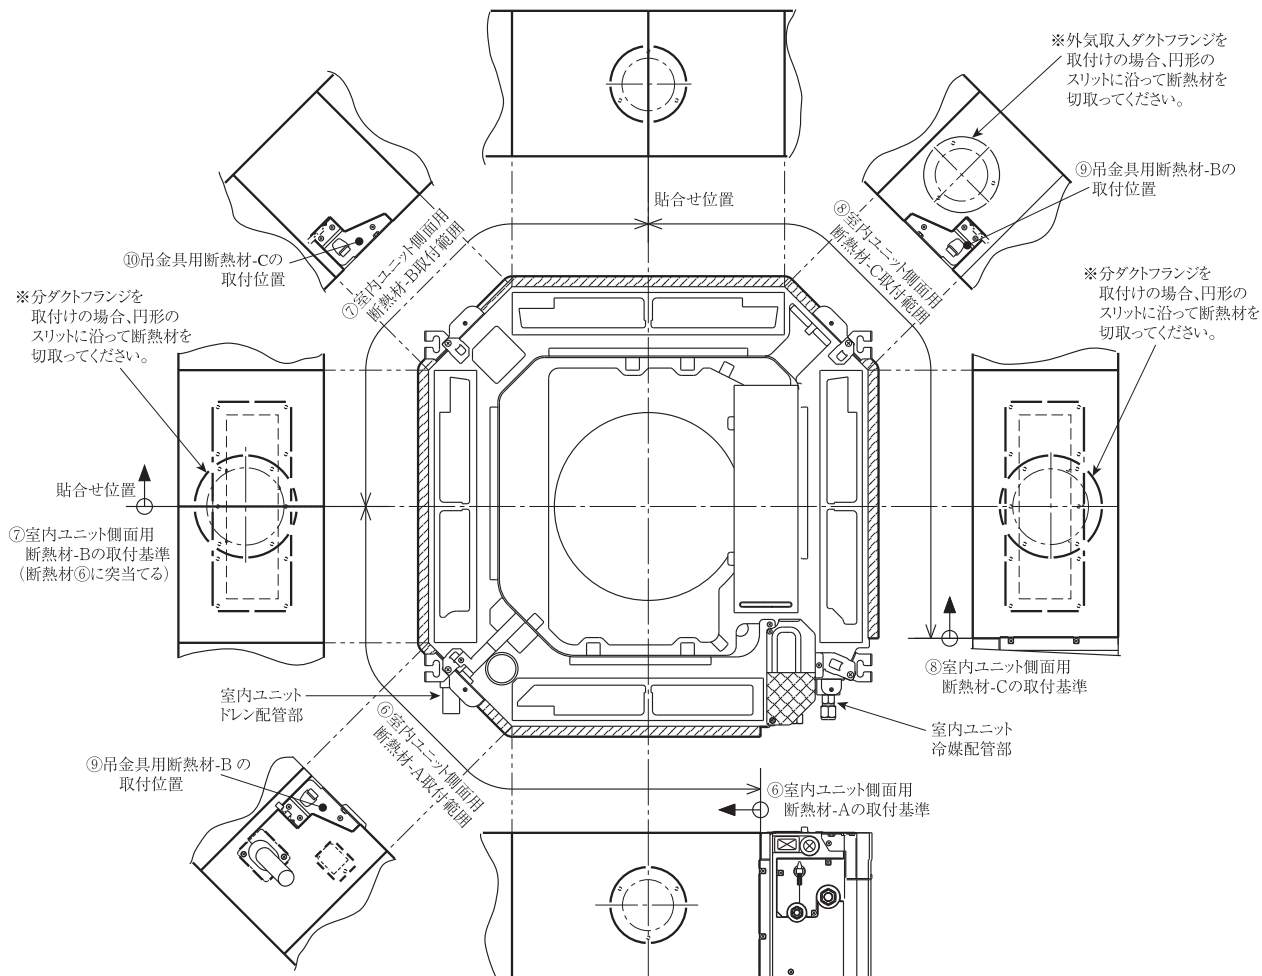 ※外気取入ダクトフランジを
取付けの場合、円形の
スリットに沿って断熱材を
切取ってください。
⑨吊金具用断熱材-Bの
取付位置
貼合せ位置
⑧室内ユニット側面用
断熱材-C取付範囲
⑦室内ユニット側面用
断熱材-B取付範囲
⑩吊金具用断熱材-Cの
取付位置
※分ダクトフランジを
取付けの場合、円形の
スリットに沿って断熱材を
切取ってください。
※分ダクトフランジを
取付けの場合、円形の
スリットに沿って断熱材を
切取ってください。
貼合せ位置
⑦室内ユニット側面用
断熱材-Bの取付基準
(断熱材⑥に突当てる)
⑧室内ユニット側面用
断熱材-Cの取付基準
室内ユニット
ドレン配管部
⑥室内ユニット側面用
断熱材-A取付範囲
室内ユニット
冷媒配管部
⑨吊金具用断熱材-B の
取付位置
⑥室内ユニット側面用
断熱材-Aの取付基準